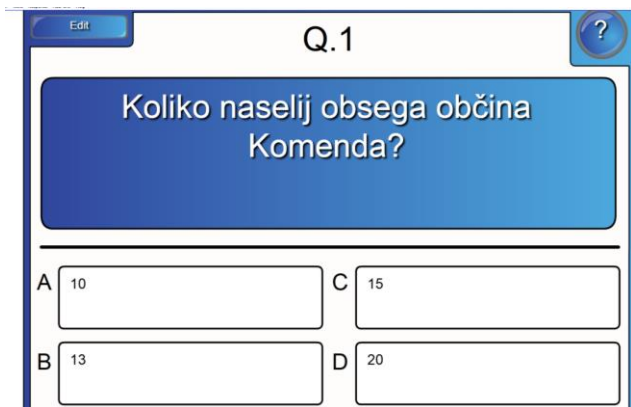 Edit
Q.1
?
Koliko naselij obsega občina
Komenda?
A 10
C 15
B 13
D 20